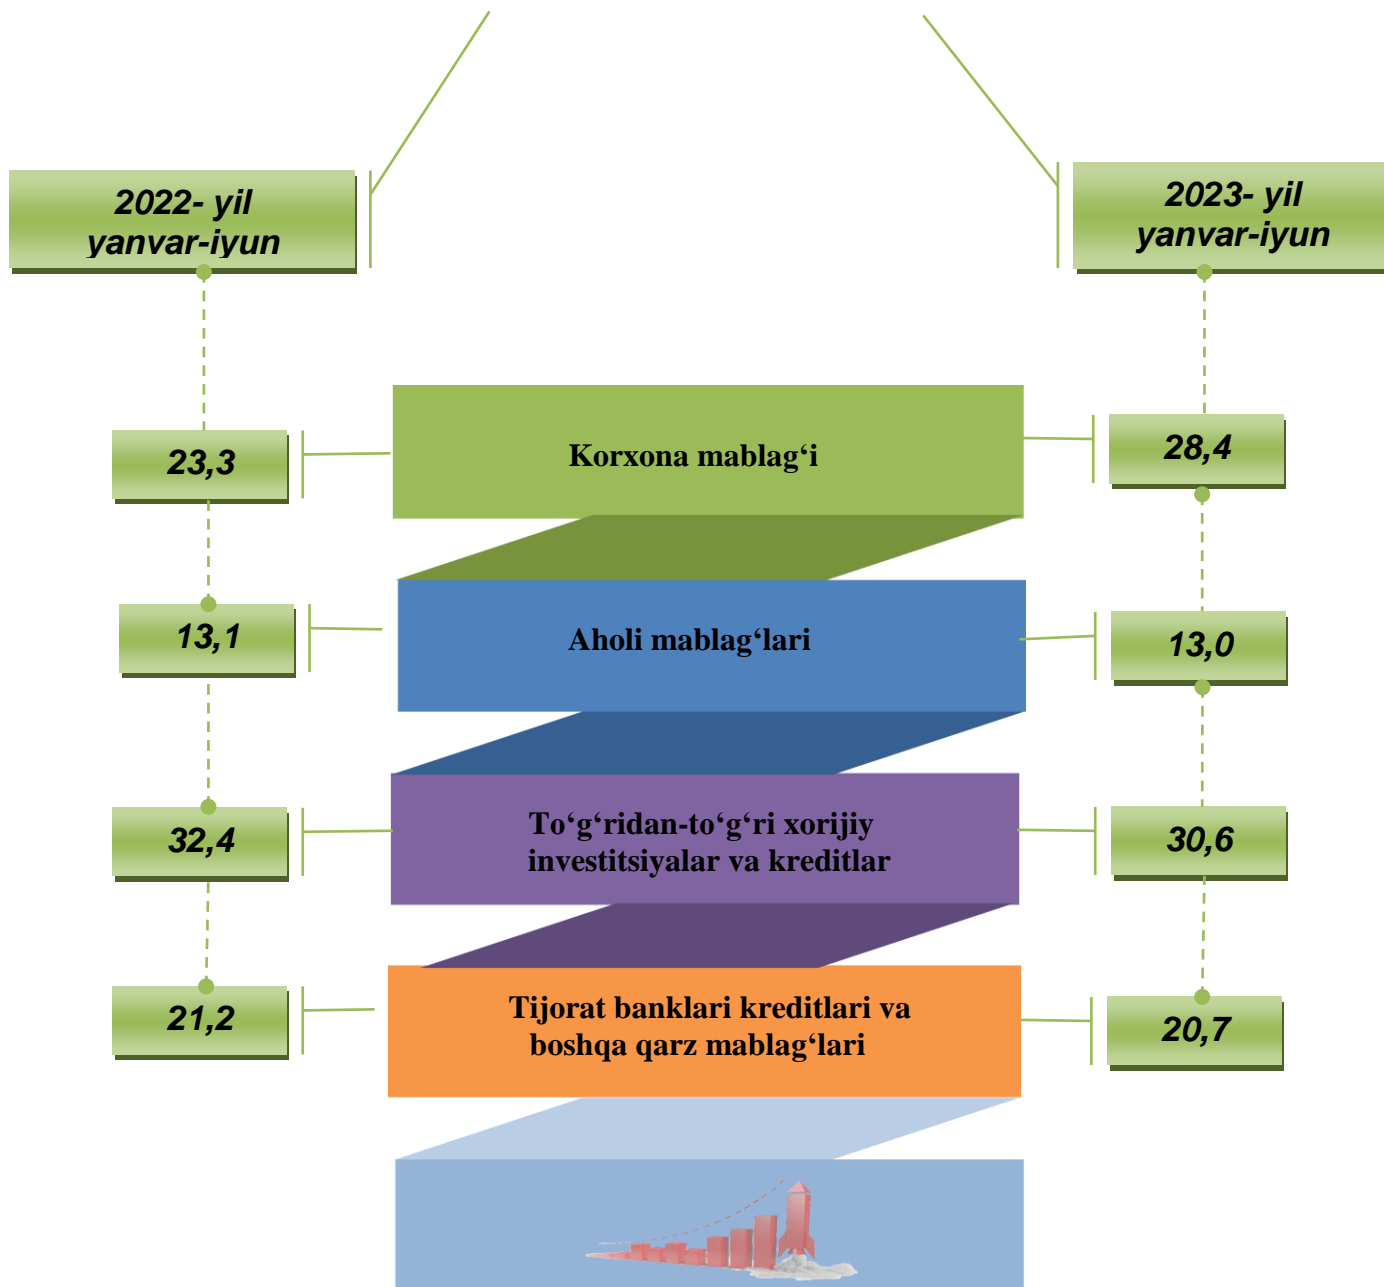 2022- yil
yanvar-iyun
2023- yil
yanvar-iyun
23,3
Korxona mablag‘i
28,4
13,1
Aholi mablag‘lari
13,0
32,4
To‘g‘ridan-to‘g‘ri xorijiy
investitsiyalar va kreditlar
30,6
21,2
Tijorat banklari kreditlari va
boshqa qarz mablag‘lari
20,7